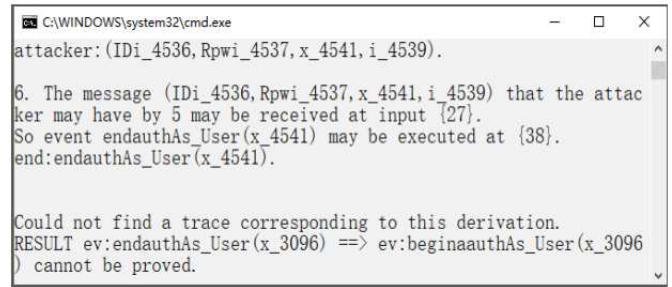 C:\WINDOWS\system32\cmd.exe
attacker:(IDi_4536,Rpwi_4537,x_4541,i_4539).
6. The message (IDi_4536,Rpwi_4537,x_4541,i_4539) that the attac
ker may have by 5 may be received at input {27}.
So event endauthAs_User(x_4541) may be executed at {38}.
end:endauthAs_User(x_4541).
Could not find a trace corresponding to this derivation.
RESULT ev:endauthAs_User(x_3096) ==> ev:beginaauthAs_User(x_3096
) cannot be proved.